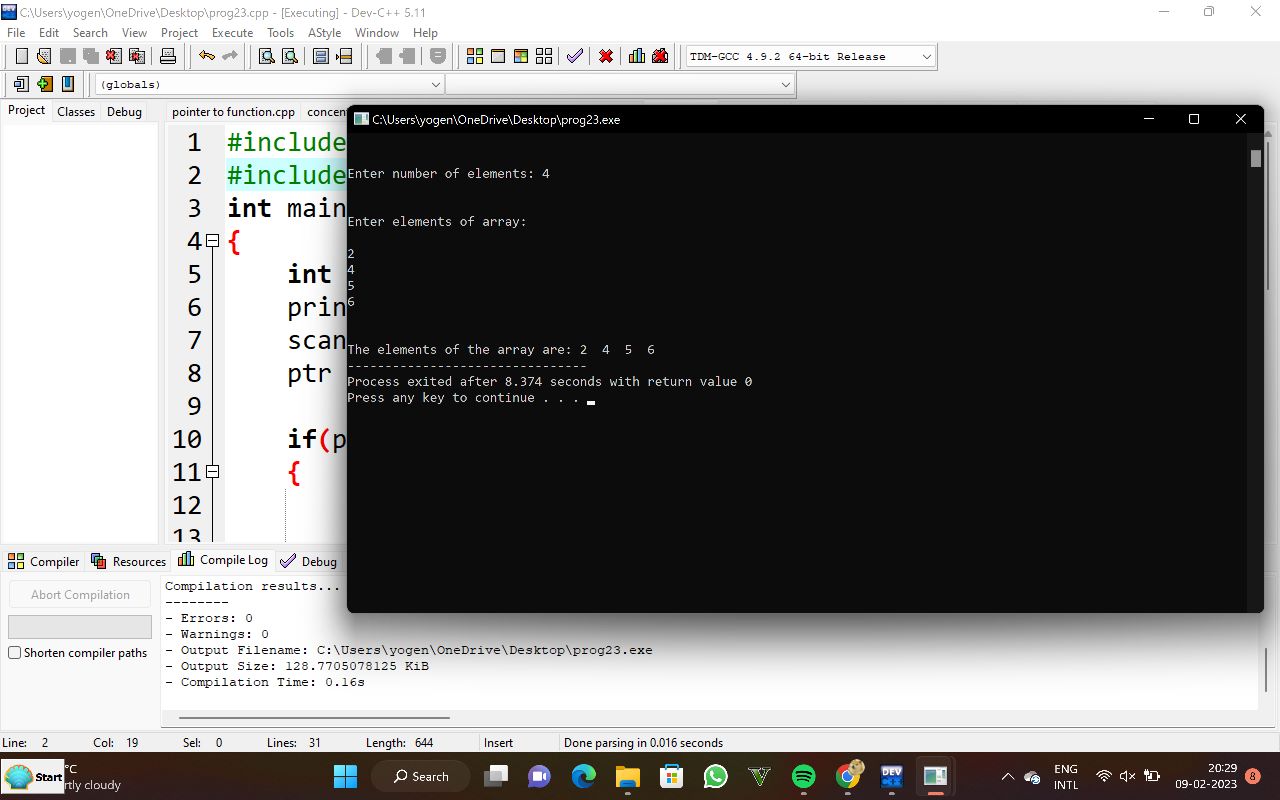 C:\Users\yogen\OneDrive\Desktop\prog23.cpp - [Executing] - Dev-C++ 5.11
File Edit Search View Project Execute Tools AStyle Window Help
TDM-GCC 4.9.2 64-bit Release
(globals)
Project Classes Debug
pointer to function.cpp concen
1 #include
2 #include
3 int main
4 {
5 int
6 prin
7 scan
8 ptr
9
10 if(p
11 {
12
13
C:\Users\yogen\OneDrive\Desktop\prog23.exe
Enter number of elements: 4
Enter elements of array:
2
4
5
6
The elements of the array are: 2 4 5 6
--------------------------------
Process exited after 8.374 seconds with return value 0
Press any key to continue . . .
Compiler Resources Compile Log Debug
Abort Compilation
Shorten compiler paths
Compilation results...
--------
- Errors: 0
- Warnings: 0
- Output Filename: C:\Users\yogen\OneDrive\Desktop\prog23.exe
- Output Size: 128.7705078125 KiB
- Compilation Time: 0.16s
Line: 2 Col: 19 Sel: 0 Lines: 31 Length: 644 Insert Done parsing in 0.016 seconds
Start
°C
rtly cloudy
Search
DEV
ENG
INTL
20:29
09-02-2023
8